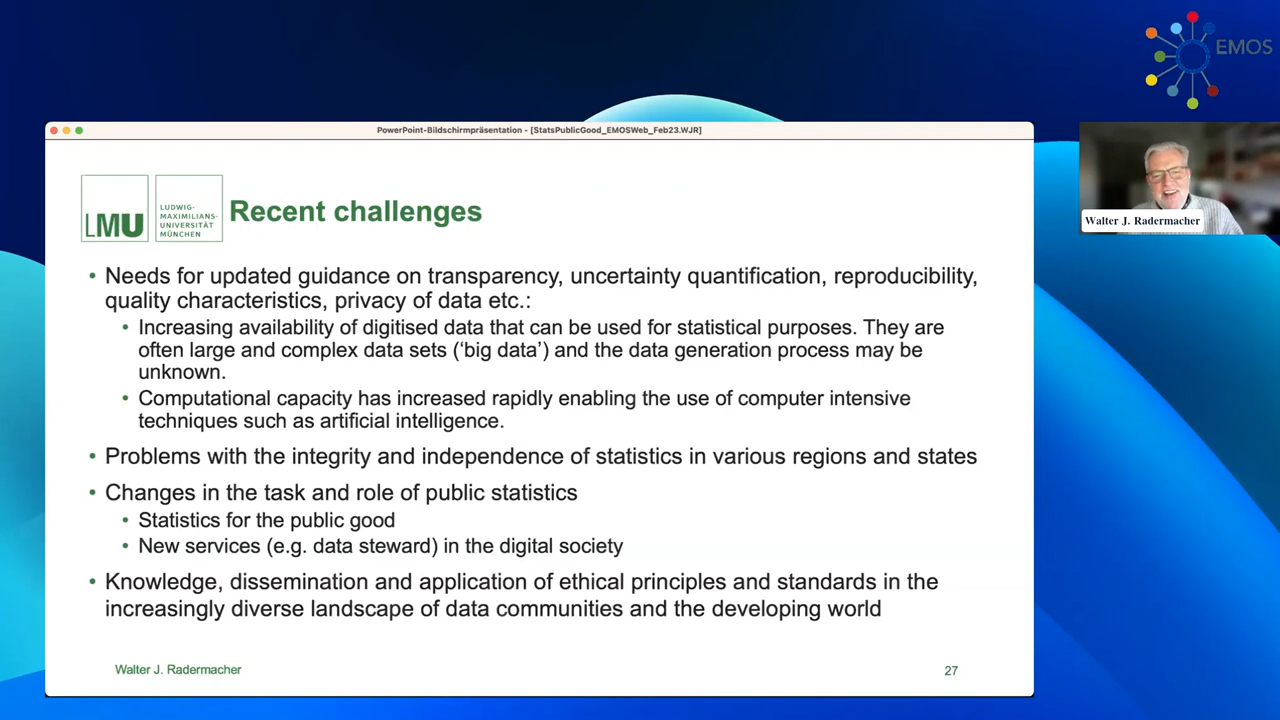 EMOS
PowerPoint-Bildschirmpräsentation - [StatsPublicGood_EMOSWeb_Feb23.WJR]
LMU
LUDWIG-
MAXIMILIANS-
UNIVERSITÄT
MÜNCHEN
Recent challenges
Walter J. Radermacher
• Needs for updated guidance on transparency, uncertainty quantification, reproducibility,
quality characteristics, privacy of data etc.:
• Increasing availability of digitised data that can be used for statistical purposes. They are
often large and complex data sets (‘big data’) and the data generation process may be
unknown.
• Computational capacity has increased rapidly enabling the use of computer intensive
techniques such as artificial intelligence.
• Problems with the integrity and independence of statistics in various regions and states
• Changes in the task and role of public statistics
• Statistics for the public good
• New services (e.g. data steward) in the digital society
• Knowledge, dissemination and application of ethical principles and standards in the
increasingly diverse landscape of data communities and the developing world
Walter J. Radermacher
27